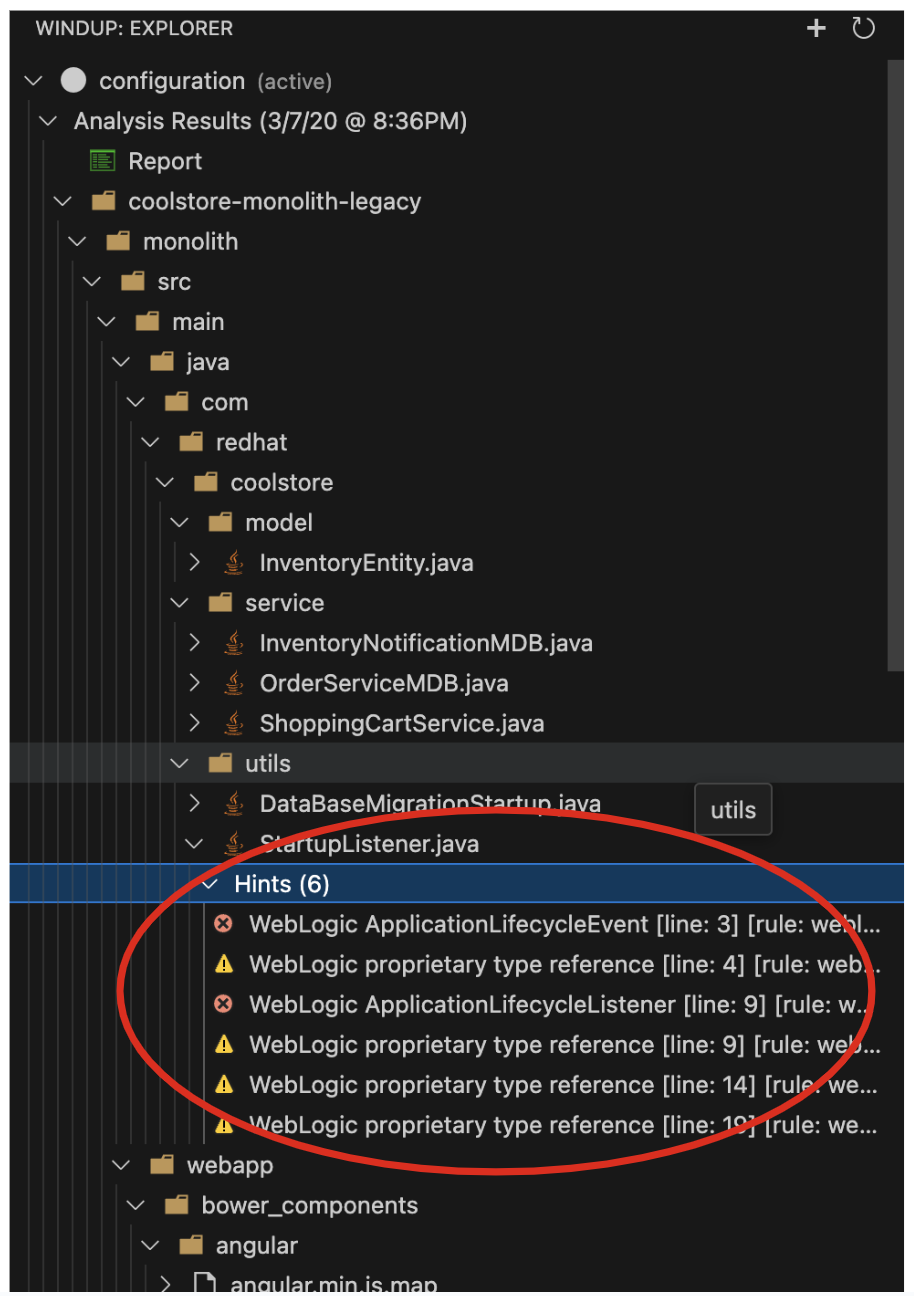 WINDUP: EXPLORER
configuration (active)
Analysis Results (3/7/20 @ 8:36PM)
Report
coolstore-monolith-legacy
monolith
src
main
java
com
redhat
coolstore
model
InventoryEntity.java
service
InventoryNotificationMDB.java
OrderServiceMDB.java
ShoppingCartService.java
utils
DataBaseMigrationStartup.java
utils
StartupListener.java
Hints (6)
WebLogic ApplicationLifecycleEvent [line: 3] [rule: webl...
WebLogic proprietary type reference [line: 4] [rule: web...
WebLogic ApplicationLifecycleListener [line: 9] [rule: w...
WebLogic proprietary type reference [line: 9] [rule: web...
WebLogic proprietary type reference [line: 14] [rule: we...
WebLogic proprietary type reference [line: 19] [rule: we...
webapp
bower_components
angular
angular.min.js.map